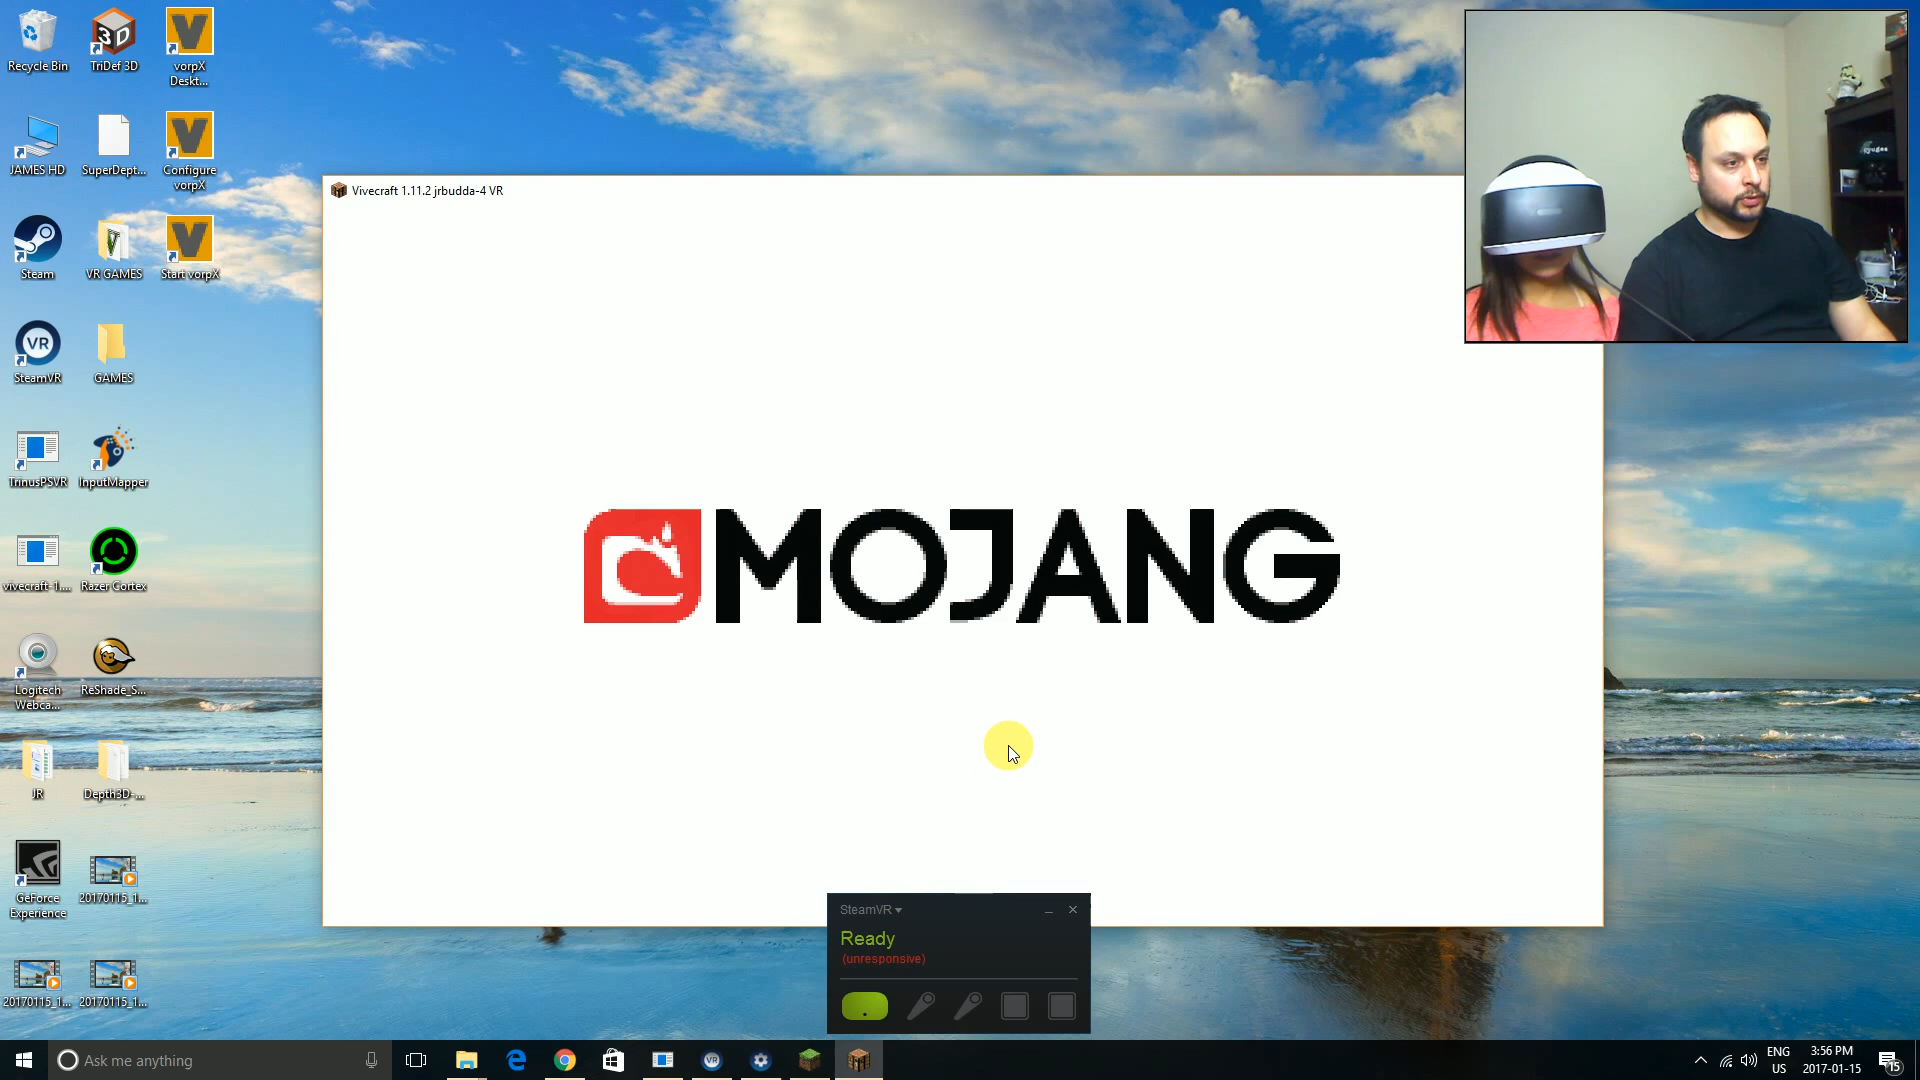 Recycle Bin
TriDef 3D
vorpX
Deskt...
JAMES HD
SuperDept...
Configure
vorpX
Steam
VR GAMES
Start vorpX
SteamVR
GAMES
TrinusPSVR
InputMapper
vivecraft-1....
Razer Cortex
Logitech
Webca...
ReShade_S...
JR
Depth3D-...
GeForce
Experience
20170115_1...
20170115_1...
20170115_1...
Vivecraft 1.11.2 jrbudda-4 VR
MOJANG
SteamVR
Ready
(unresponsive)
Ask me anything
ENG
US
3:56 PM
2017-01-15
15